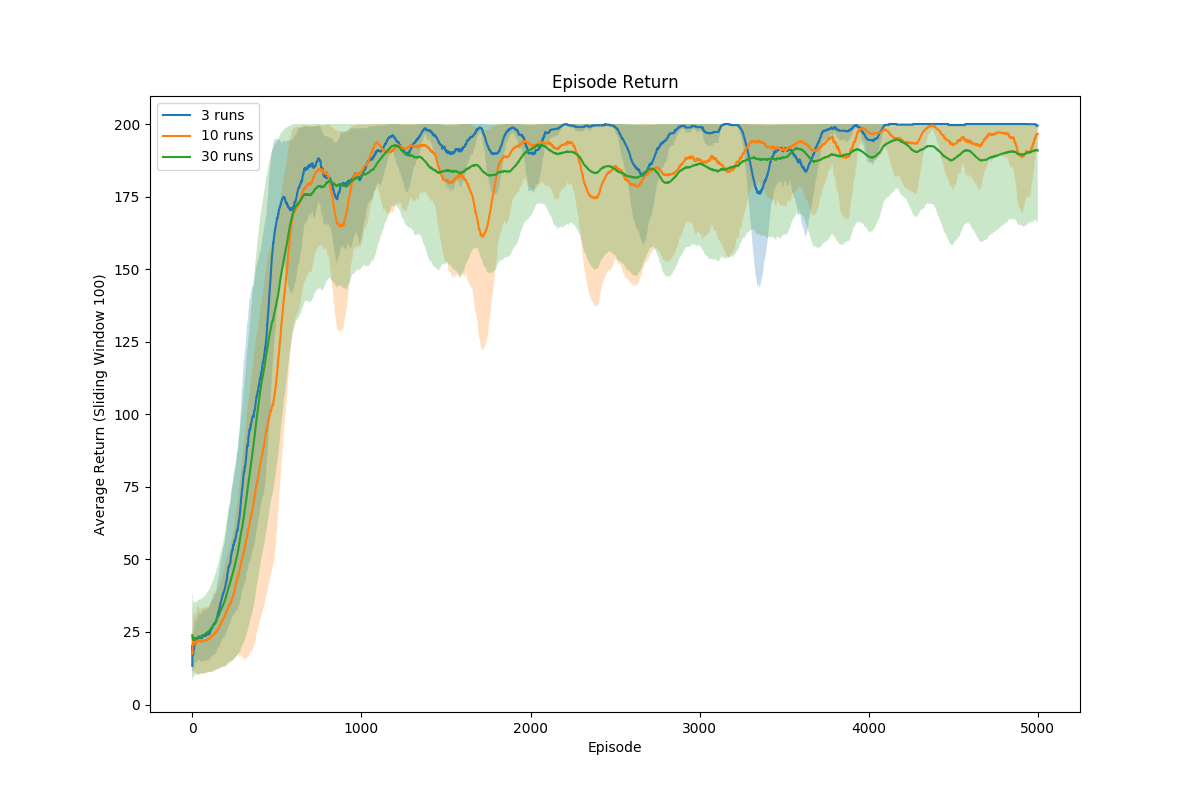 Episode Return
3 runs
10 runs
30 runs
Average Return (Sliding Window 100)
200
175
150
125
100
75
50
25
0
0 1000 2000 3000 4000 5000
Episode